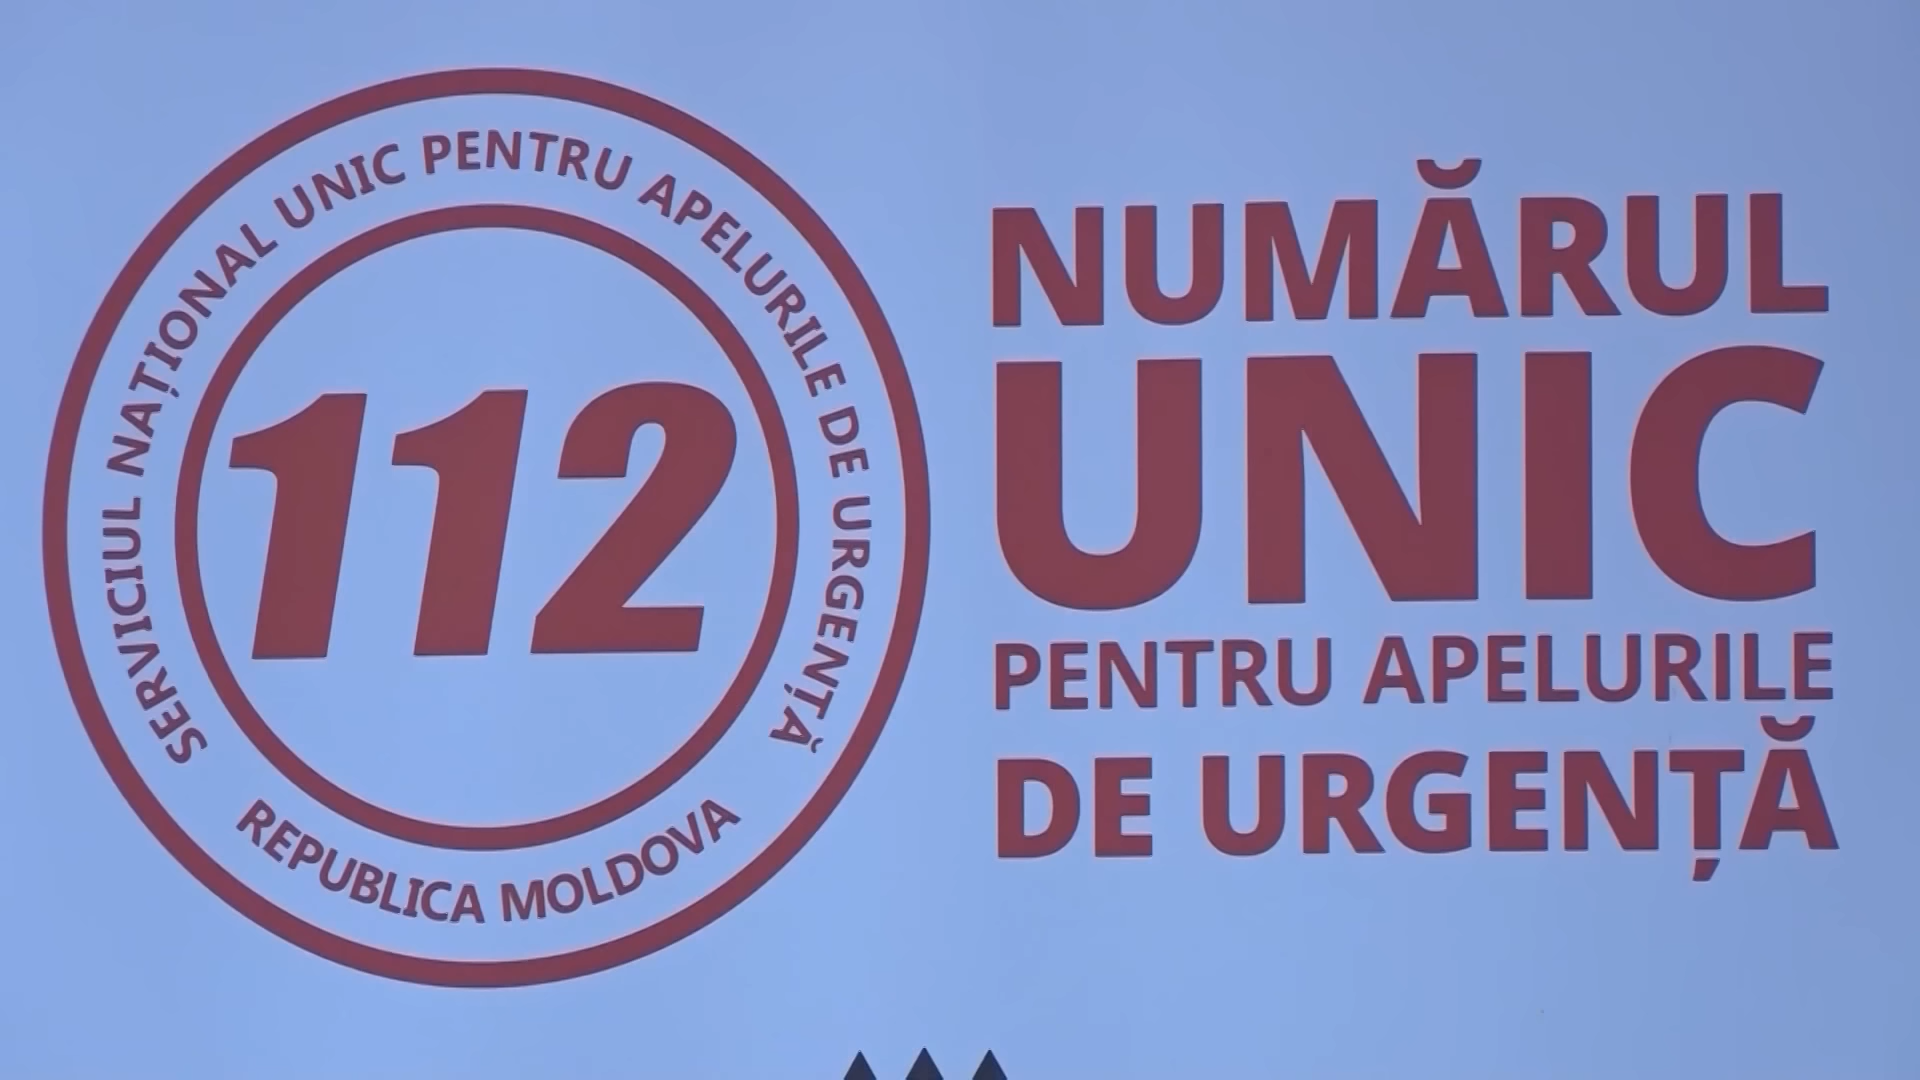 SERVICIUL NAȚIONAL UNIC PENTRU APELURILE DE URGENȚĂ
112
REPUBLICA MOLDOVA
NUMĂRUL
UNIC
PENTRU APELURILE
DE URGENȚĂ